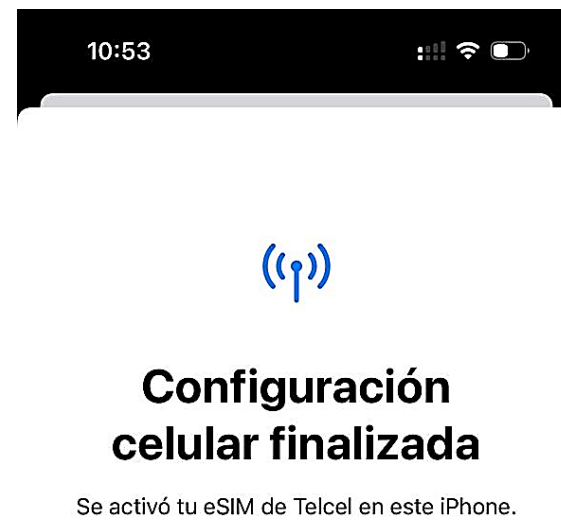 10:53
Configuración
celular finalizada
Se activó tu eSIM de Telcel en este iPhone.